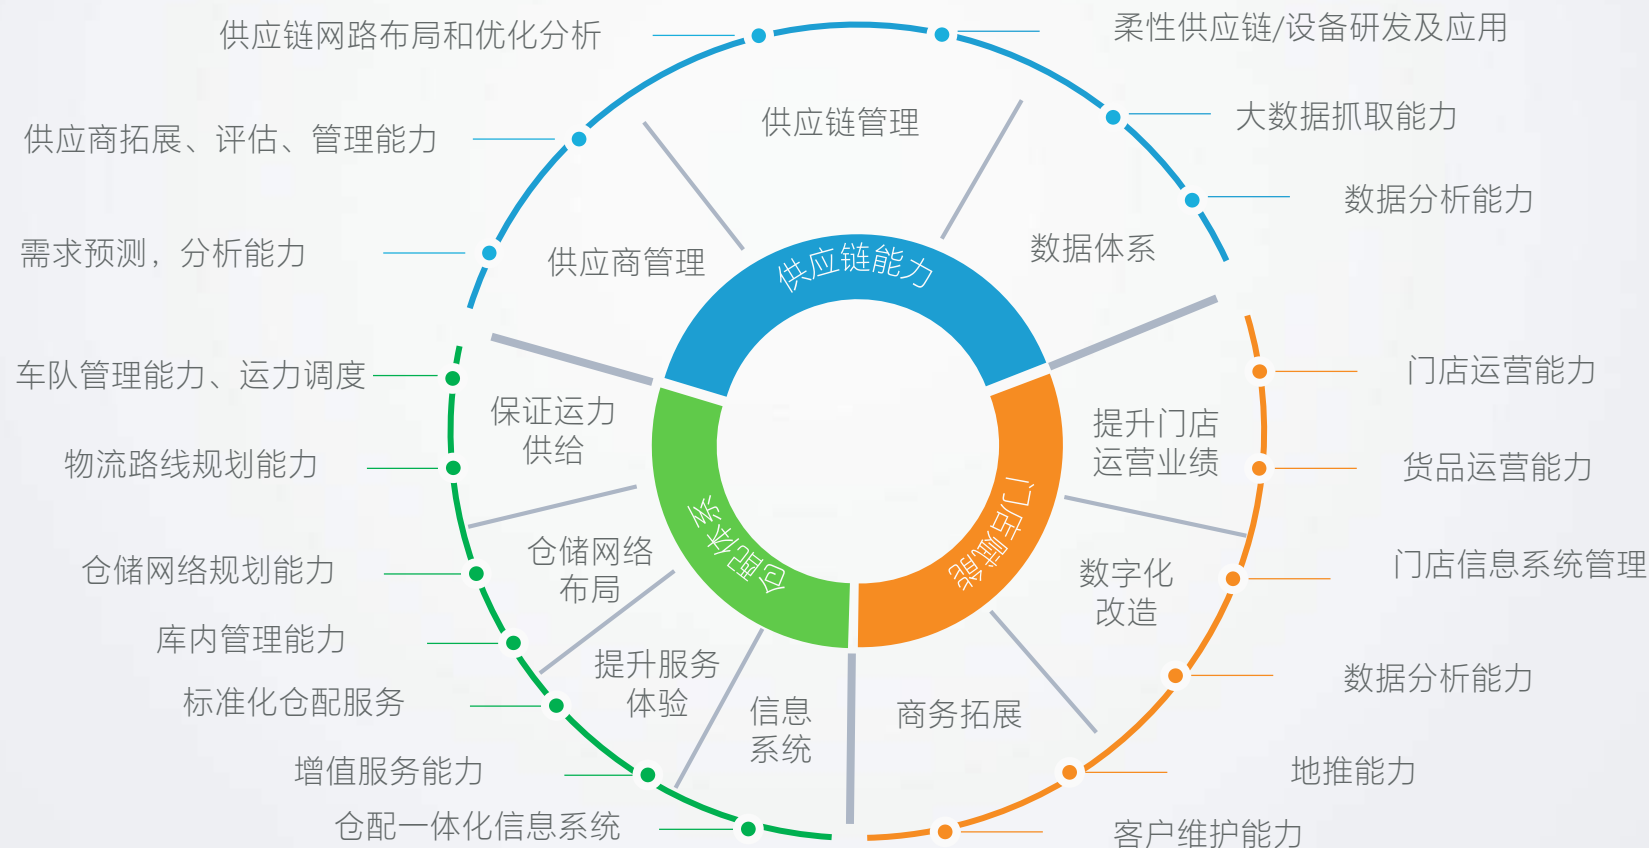 供应链网路布局和优化分析
柔性供应链/设备研发及应用
供应商拓展、评估、管理能力
供应链管理
大数据抓取能力
数据分析能力
需求预测，分析能力
供应商管理
供应链能力
数据体系
车队管理能力、运力调度
保证运力
供给
提升门店
运营业绩
门店运营能力
物流路线规划能力
货品运营能力
仓配体系
门店赋能
仓储网络规划能力
仓储网络
布局
数字化
改造
门店信息系统管理
库内管理能力
提升服务
体验
数据分析能力
标准化仓配服务
信息
系统
商务拓展
增值服务能力
地推能力
仓配一体化信息系统
客户维护能力